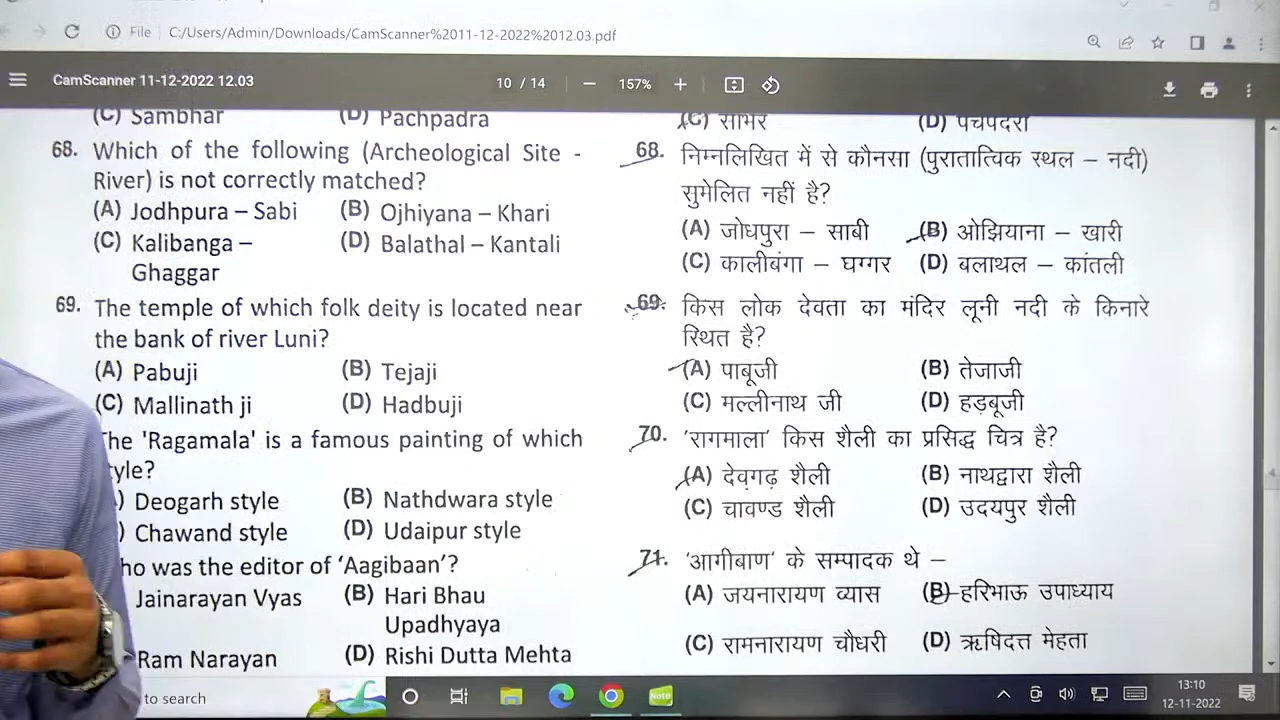 File C:/Users/Admin/Downloads/CamScanner%2011-12-2022%2012.03.pdf
CamScanner 11-12-2022 12.03
10 / 14
157%
(C) Sambhar (D) Pachpadra
68. Which of the following (Archeological Site -
River) is not correctly matched?
(A) Jodhpura – Sabi (B) Ojhiyana – Khari
(C) Kalibanga – (D) Balathal – Kantali
Ghaggar
69. The temple of which folk deity is located near
the bank of river Luni?
(A) Pabuji (B) Tejaji
(C) Mallinath ji (D) Hadbuji
The 'Ragamala' is a famous painting of which
tyle?
) Deogarh style (B) Nathdwara style
) Chawand style (D) Udaipur style
ho was the editor of ‘Aagibaan’?
Jainarayan Vyas (B) Hari Bhau
Upadhyaya
Ram Narayan (D) Rishi Dutta Mehta
(C) सांभर (D) पचपदरा
68. निम्नलिखित में से कौनसा (पुरातात्विक स्थल – नदी)
सुमेलित नहीं है?
(A) जोधपुरा – साबी (B) ओझियाना – खारी
(C) कालीबंगा – घग्गर (D) बलाथल – कांतली
69. किस लोक देवता का मंदिर लूनी नदी के किनारे
स्थित है?
(A) पाबूजी (B) तेजाजी
(C) मल्लीनाथ जी (D) हड़बूजी
70. 'रागमाला' किस शैली का प्रसिद्ध चित्र है?
(A) देवगढ़ शैली (B) नाथद्वारा शैली
(C) चावण्ड शैली (D) उदयपुर शैली
71. 'आगीबाण' के सम्पादक थे –
(A) जयनारायण व्यास (B) हरिभाऊ उपाध्याय
(C) रामनारायण चौधरी (D) ऋषिदत्त मेहता
to search
Note
13:10
12-11-2022